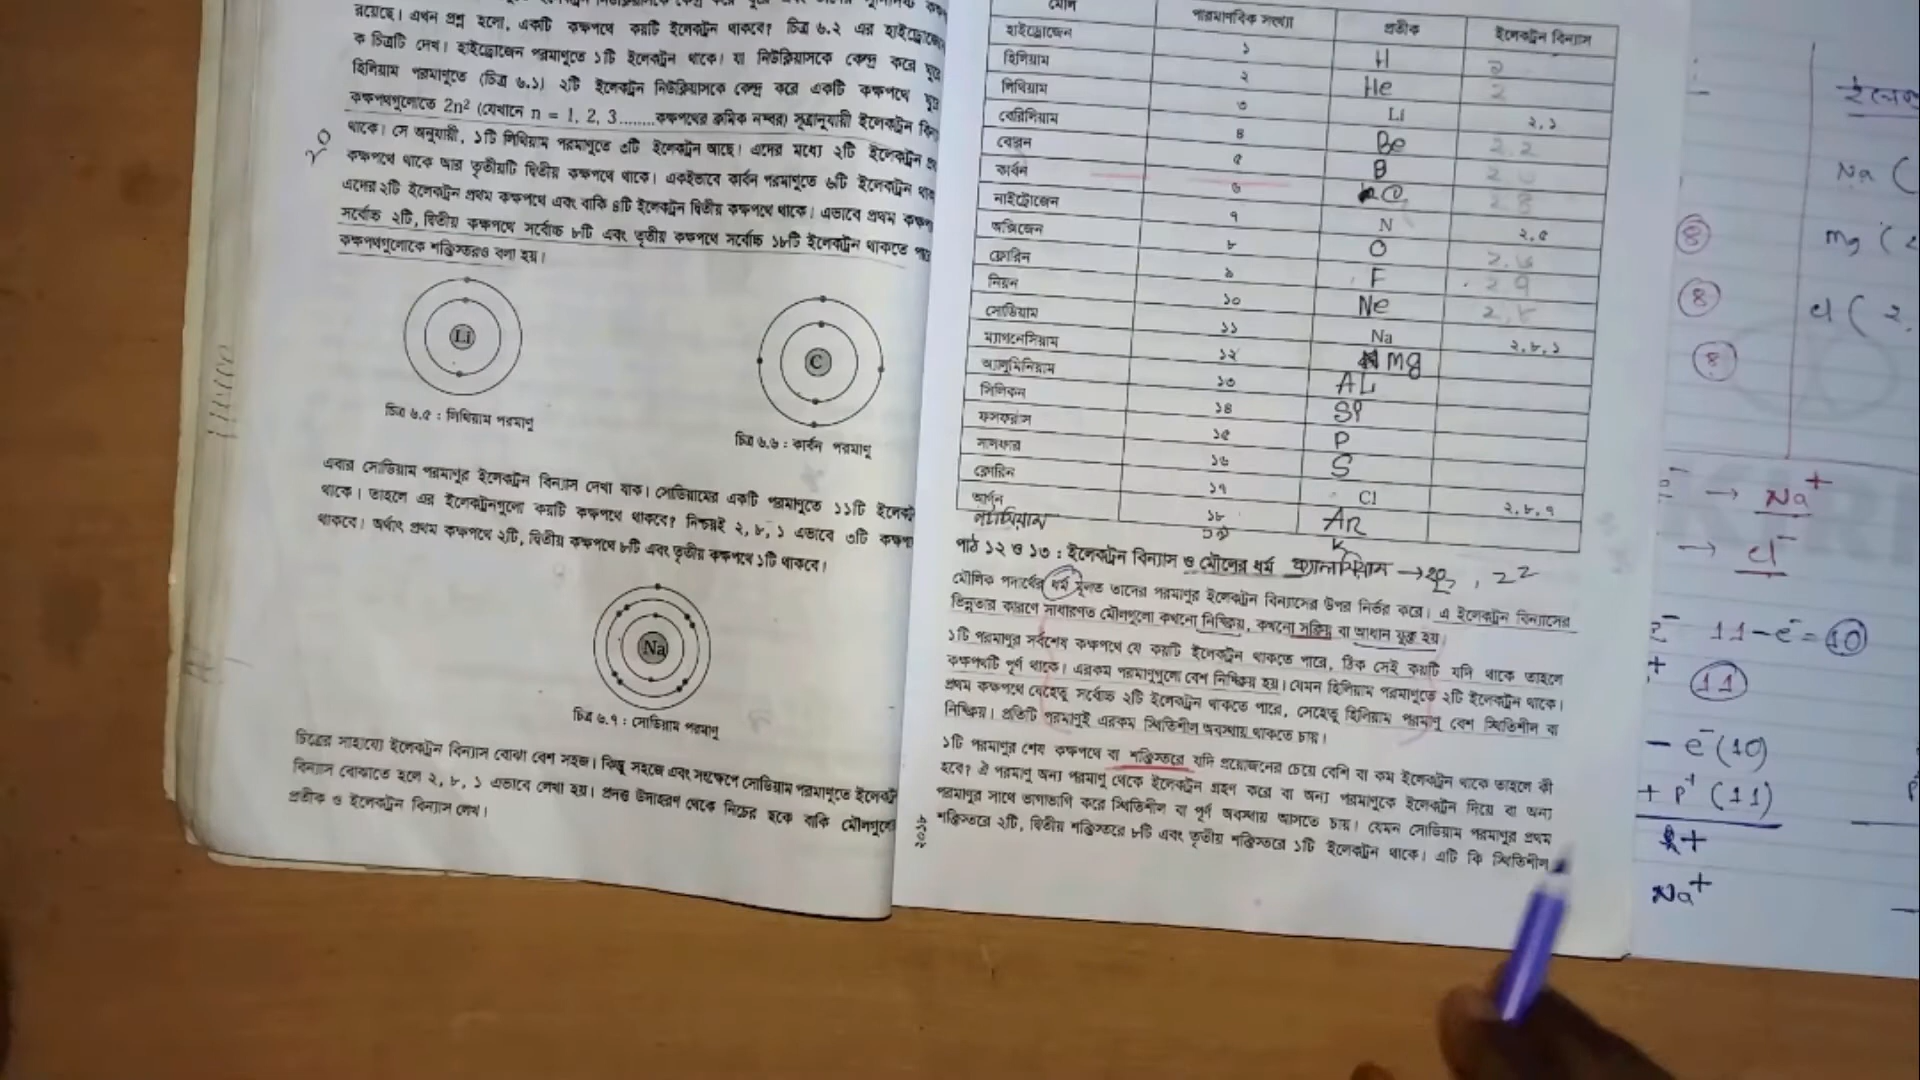 রয়েছে। এখন প্রশ্ন হলো, একটি কক্ষপথে কয়টি ইলেকট্রন থাকবে? চিত্র ৬.২ এর হাইড্রোজেন
ক চিত্রটি দেখ। হাইড্রোজেন পরমাণুতে ১টি ইলেকট্রন থাকে। যা নিউক্লিয়াসকে কেন্দ্র করে ঘুরে
হিলিয়াম পরমাণুতে (চিত্র ৬.১) ২টি ইলেকট্রন নিউক্লিয়াসকে কেন্দ্র করে একটি কক্ষপথে ঘুরে
কক্ষপথগুলোতে 2n² (যেখানে n = 1, 2, 3........কক্ষপথের ক্রমিক নম্বর) সূত্রানুযায়ী ইলেকট্রন
থাকে। সে অনুযায়ী, ১টি লিথিয়াম পরমাণুতে ৩টি ইলেকট্রন আছে। এদের মধ্যে ২টি ইলেকট্রন
কক্ষপথে থাকে আর তৃতীয়টি দ্বিতীয় কক্ষপথে থাকে। একইভাবে কার্বন পরমাণুতে ৬টি ইলেকট্রন
এদের ২টি ইলেকট্রন প্রথম কক্ষপথে এবং বাকি ৪টি ইলেকট্রন দ্বিতীয় কক্ষপথে থাকে। এভাবে প্রথম
সর্বোচ্চ ২টি, দ্বিতীয় কক্ষপথে সর্বোচ্চ ৮টি এবং তৃতীয় কক্ষপথে সর্বোচ্চ ১৮টি ইলেকট্রন থাকতে
কক্ষপথগুলোকে শক্তিস্তরও বলা হয়।
Li
C
চিত্র ৬.৫ : লিথিয়াম পরমাণু
চিত্র ৬.৬ : কার্বন পরমাণু
এবার সোডিয়াম পরমাণুর ইলেকট্রন বিন্যাস দেখা যাক। সোডিয়ামের একটি পরমাণুতে ১১টি
থাকে। তাহলে এর ইলেকট্রনগুলো কয়টি কক্ষপথে থাকবে? নিশ্চয়ই ২, ৮, ১ এভাবে ৩টি
থাকবে। অর্থাৎ প্রথম কক্ষপথে ২টি, দ্বিতীয় কক্ষপথে ৮টি এবং তৃতীয় কক্ষপথে ১টি থাকবে।
Na
চিত্র ৬.৭ : সোডিয়াম পরমাণু
চিত্রের সাহায্যে ইলেকট্রন বিন্যাস বোঝা বেশ সহজ। কিন্তু সহজে এবং সংক্ষেপে সোডিয়াম পরমাণুতে
বিন্যাস বোঝাতে হলে ২, ৮, ১ এভাবে লেখা হয়। প্রদত্ত উদাহরণ থেকে নিচের ছকে বাকি মৌলগুলো
প্রতীক ও ইলেকট্রন বিন্যাস লেখ।
মৌল পারমাণবিক সংখ্যা প্রতীক ইলেকট্রন বিন্যাস
হাইড্রোজেন ১ H
হিলিয়াম ২ He 2
লিথিয়াম ৩ Li ২,১
বেরিলিয়াম ৪ Be
বোরন ৫ B
কার্বন ৬ C
নাইট্রোজেন ৭ N ২,৫
অক্সিজেন ৮ O
ফ্লোরিন ৯ F
নিয়ন ১০ Ne
সোডিয়াম ১১ Na ২,৮,১
ম্যাগনেসিয়াম ১২ Mg
অ্যালুমিনিয়াম ১৩ AL
সিলিকন ১৪ Si
ফসফরাস ১৫ P
সালফার ১৬ S
ক্লোরিন ১৭ Cl ২,৮,৭
আর্গন ১৮ Ar
K
পাঠ ১২ ও ১৩ : ইলেকট্রন বিন্যাস ও মৌলের ধর্ম
মৌলিক পদার্থের ধর্ম মূলত তাদের পরমাণুর ইলেকট্রন বিন্যাসের উপর নির্ভর করে। এ ইলেকট্রন বিন্যাসের
ভিন্নতার কারণে সাধারণত মৌলগুলো কখনো নিষ্ক্রিয়, কখনো সক্রিয় বা আধান যুক্ত হয়।
১টি পরমাণুর সর্বশেষ কক্ষপথে যে কয়টি ইলেকট্রন থাকতে পারে, ঠিক সেই কয়টি যদি থাকে তাহলে
কক্ষপথটি পূর্ণ থাকে। এরকম পরমাণুগুলো বেশ নিষ্ক্রিয় হয়। যেমন হিলিয়াম পরমাণুতে ২টি ইলেকট্রন থাকে।
প্রথম কক্ষপথে যেহেতু সর্বোচ্চ ২টি ইলেকট্রন থাকতে পারে, সেহেতু হিলিয়াম পরমাণু বেশ স্থিতিশীল বা
নিষ্ক্রিয়। প্রতিটি পরমাণুই এরকম স্থিতিশীল অবস্থায় থাকতে চায়।
১টি পরমাণুর শেষ কক্ষপথে বা শক্তিস্তরে যদি প্রয়োজনের চেয়ে বেশি বা কম ইলেকট্রন থাকে তাহলে কী
হবে? ঐ পরমাণু অন্য পরমাণু থেকে ইলেকট্রন গ্রহণ করে বা অন্য পরমাণুকে ইলেকট্রন দিয়ে বা অন্য
পরমাণুর সাথে ভাগাভাগি করে স্থিতিশীল বা পূর্ণ অবস্থায় আসতে চায়। যেমন সোডিয়াম পরমাণুর প্রথম
শক্তিস্তরে ২টি, দ্বিতীয় শক্তিস্তরে ৮টি এবং তৃতীয় শক্তিস্তরে ১টি ইলেকট্রন থাকে। এটি কি স্থিতিশীল
২০২৫
Na (
mg (2
cl ( 2,
→ Na⁺
→ cl⁻
11-e⁻=10
11
- e⁻(10)
+ p⁺ (11)
Na⁺